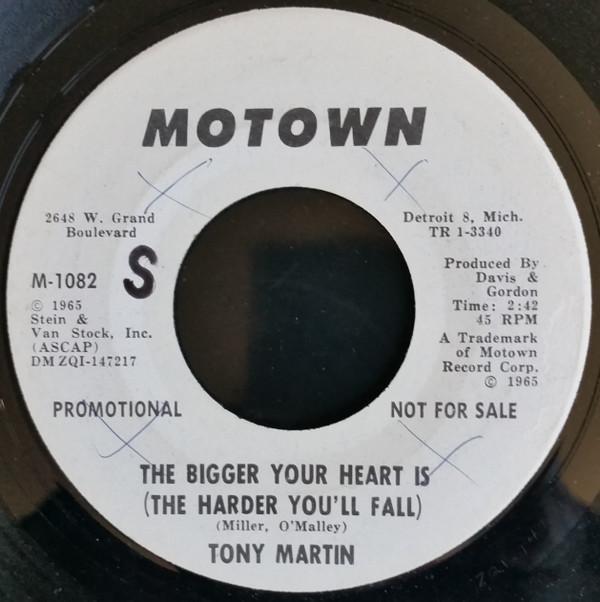 MOTOWN
2648 W. Grand
Boulevard
Detroit 8, Mich.
TR 1-3340
M-1082
S
© 1965
Stein &
Van Stock, Inc.
(ASCAP)
DM ZQI-147217
Produced By
Davis &
Gordon
Time: 2:42
45 RPM
A Trademark
of Motown
Record Corp.
© 1965
PROMOTIONAL
NOT FOR SALE
THE BIGGER YOUR HEART IS
(THE HARDER YOU'LL FALL)
(Miller, O'Malley)
TONY MARTIN